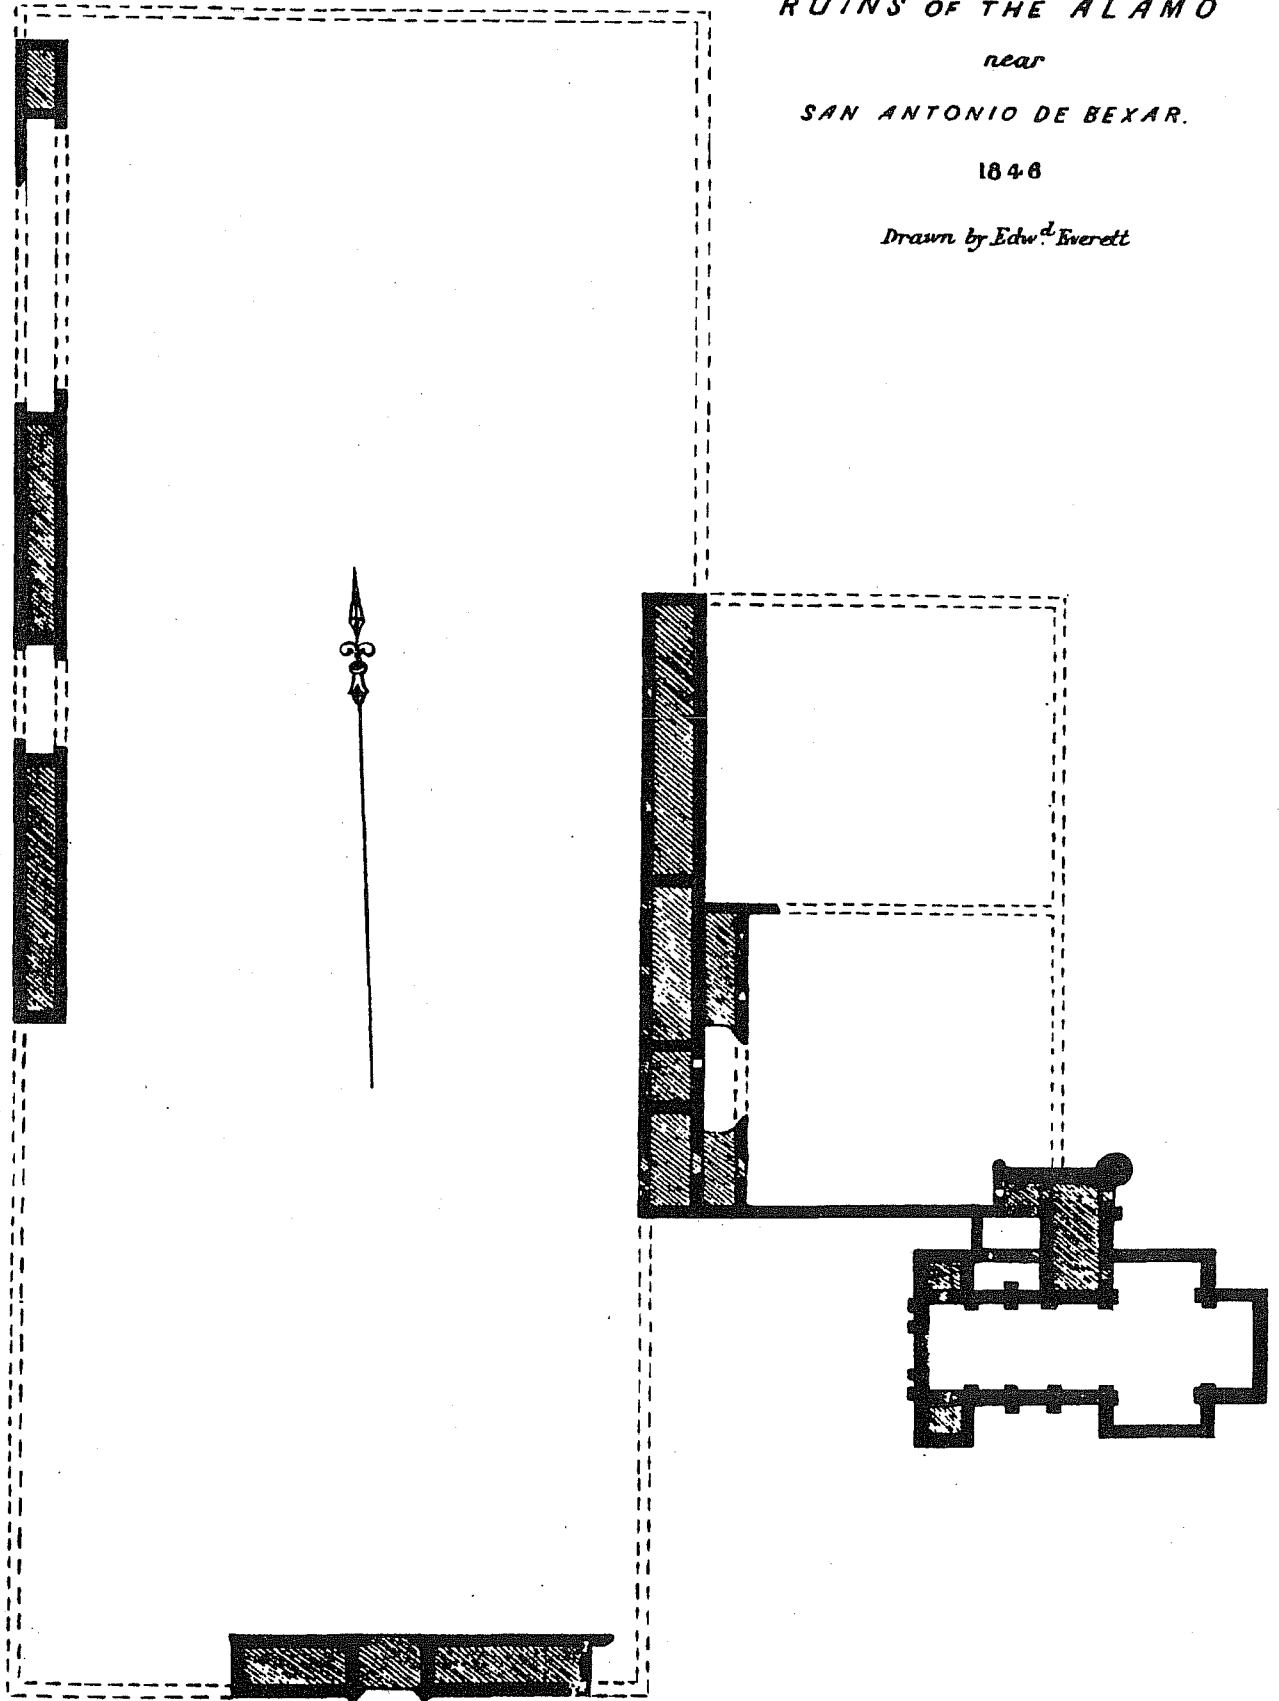 RUINS OF THE ALAMO
near
SAN ANTONIO DE BEXAR.
1846
Drawn by Edwd. Everett